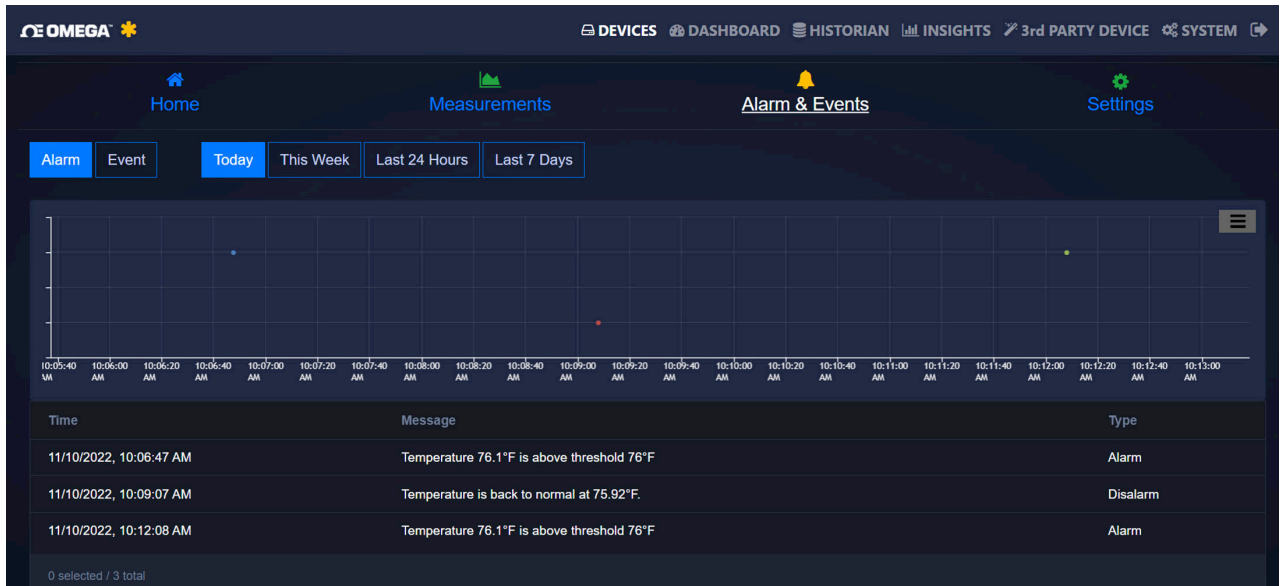 OMEGA™ DEVICES DASHBOARD HISTORIAN INSIGHTS 3rd PARTY DEVICE SYSTEM
Home Measurements Alarm & Events Settings
Alarm Event Today This Week Last 24 Hours Last 7 Days
10:05:40 10:06:00 10:06:20 10:06:40 10:07:00 10:07:20 10:07:40 10:08:00 10:08:20 10:08:40 10:09:00 10:09:20 10:09:40 10:10:00 10:10:20 10:10:40 10:11:00 10:11:20 10:11:40 10:12:00 10:12:20 10:12:40 10:13:00
AM AM AM AM AM AM AM AM AM AM AM AM AM AM AM AM AM AM AM AM AM AM AM
Time Message Type
11/10/2022, 10:06:47 AM Temperature 76.1°F is above threshold 76°F Alarm
11/10/2022, 10:09:07 AM Temperature is back to normal at 75.92°F. Disalarm
11/10/2022, 10:12:08 AM Temperature 76.1°F is above threshold 76°F Alarm
0 selected / 3 total